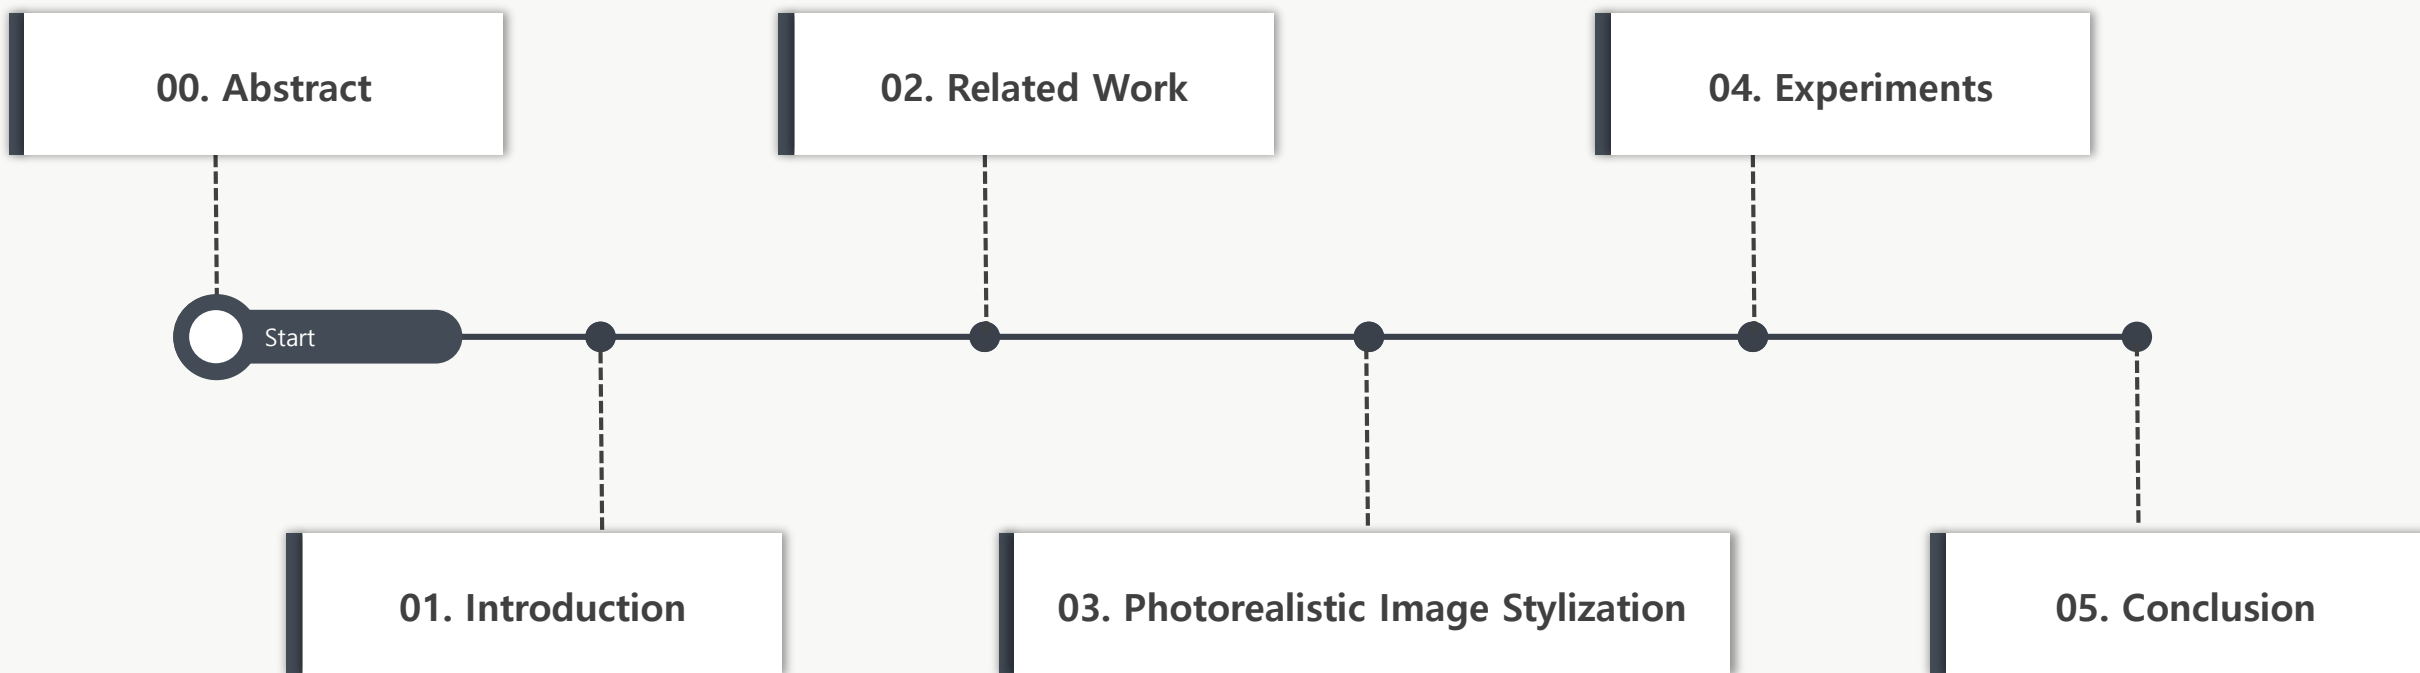 00. Abstract
02. Related Work
04. Experiments
Start
01. Introduction
03. Photorealistic Image Stylization
05. Conclusion